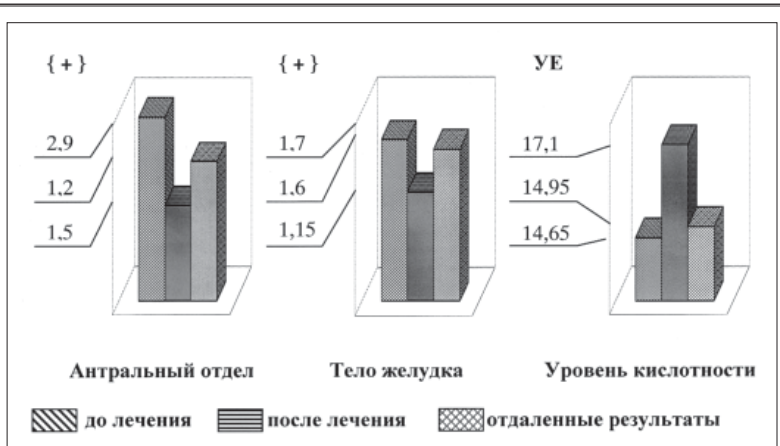 { + } { + } УЕ
2,9 1,7 17,1
1,2 1,6 14,95
1,5 1,15 14,65
Антральный отдел Тело желудка Уровень кислотности
до лечения после лечения отдаленные результаты